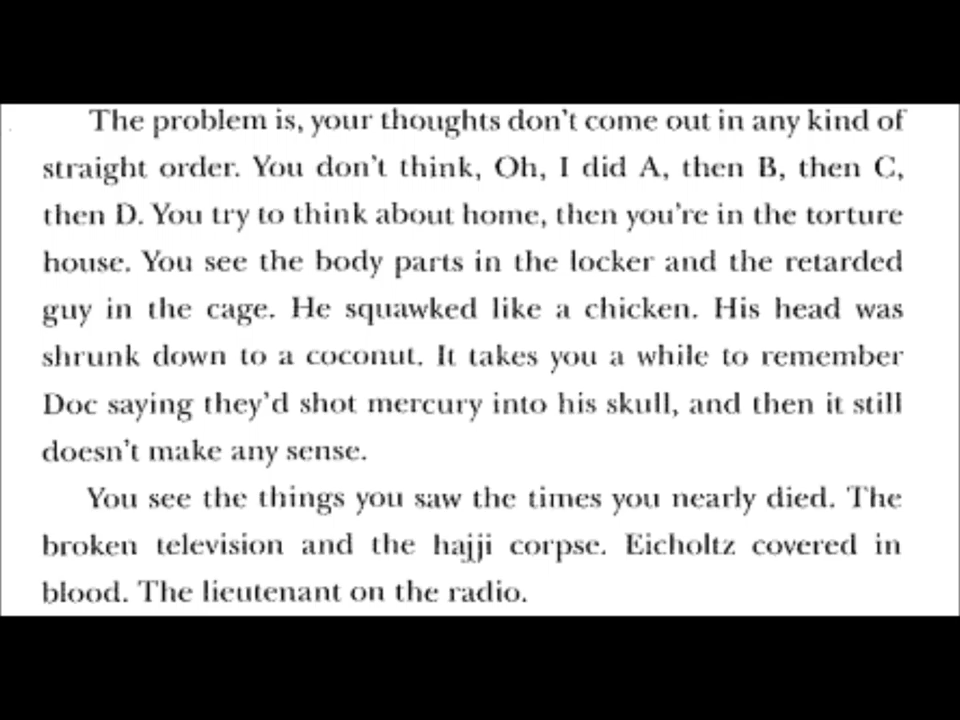 The problem is, your thoughts don't come out in any kind of
straight order. You don't think, Oh, I did A, then B, then C,
then D. You try to think about home, then you're in the torture
house. You see the body parts in the locker and the retarded
guy in the cage. He squawked like a chicken. His head was
shrunk down to a coconut. It takes you a while to remember
Doc saying they'd shot mercury into his skull, and then it still
doesn't make any sense.
You see the things you saw the times you nearly died. The
broken television and the hajji corpse. Eicholtz covered in
blood. The lieutenant on the radio.